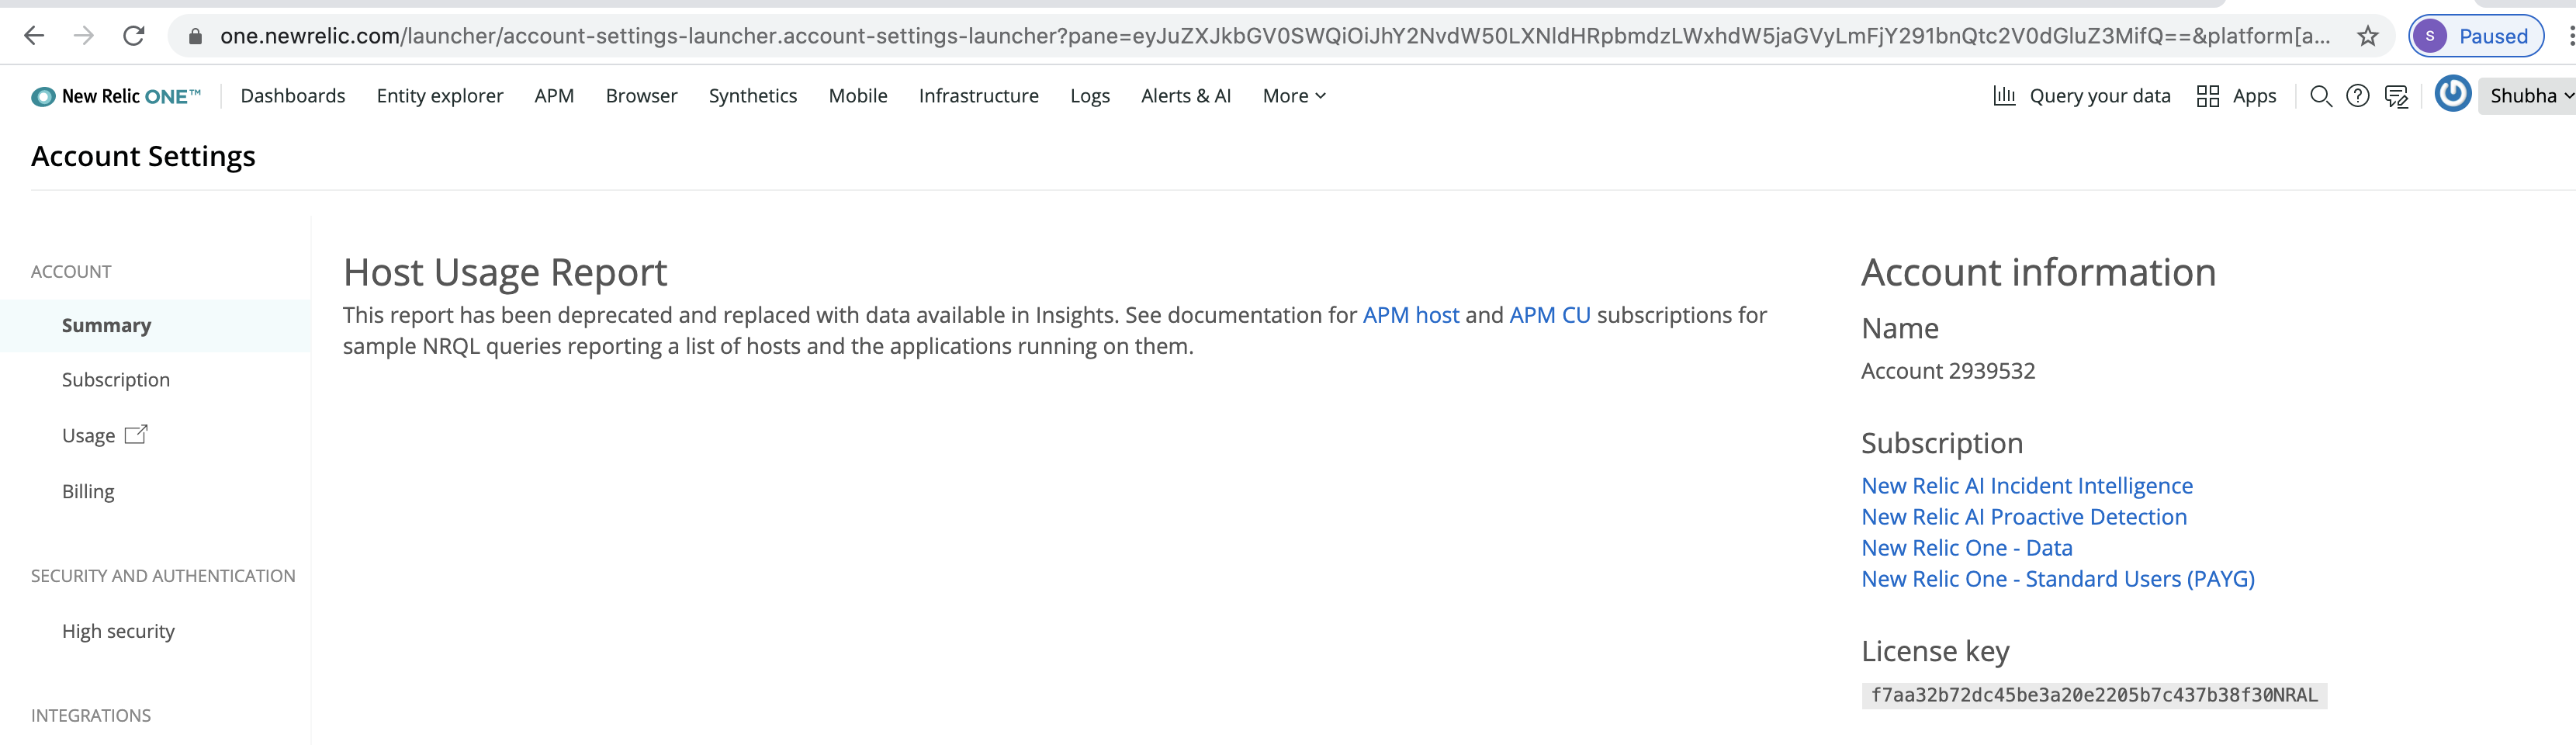 one.newrelic.com/launcher/account-settings-launcher.account-settings-launcher?pane=eyJuZXJkbGV0SWQiOiJhY2NvdW50LXNldHRpbmdzLWxhdW5jaGVyLmFjY291bnQtc2V0dGluZ3MifQ==&platform[a...
S
Paused
New Relic ONE™
Dashboards
Entity explorer
APM
Browser
Synthetics
Mobile
Infrastructure
Logs
Alerts & AI
More
Query your data
Apps
Shubha
Account Settings
ACCOUNT
Summary
Subscription
Usage
Billing
SECURITY AND AUTHENTICATION
High security
INTEGRATIONS
Host Usage Report
This report has been deprecated and replaced with data available in Insights. See documentation for APM host and APM CU subscriptions for
sample NRQL queries reporting a list of hosts and the applications running on them.
Account information
Name
Account 2939532
Subscription
New Relic AI Incident Intelligence
New Relic AI Proactive Detection
New Relic One - Data
New Relic One - Standard Users (PAYG)
License key
f7aa32b72dc45be3a20e2205b7c437b38f30NRAL